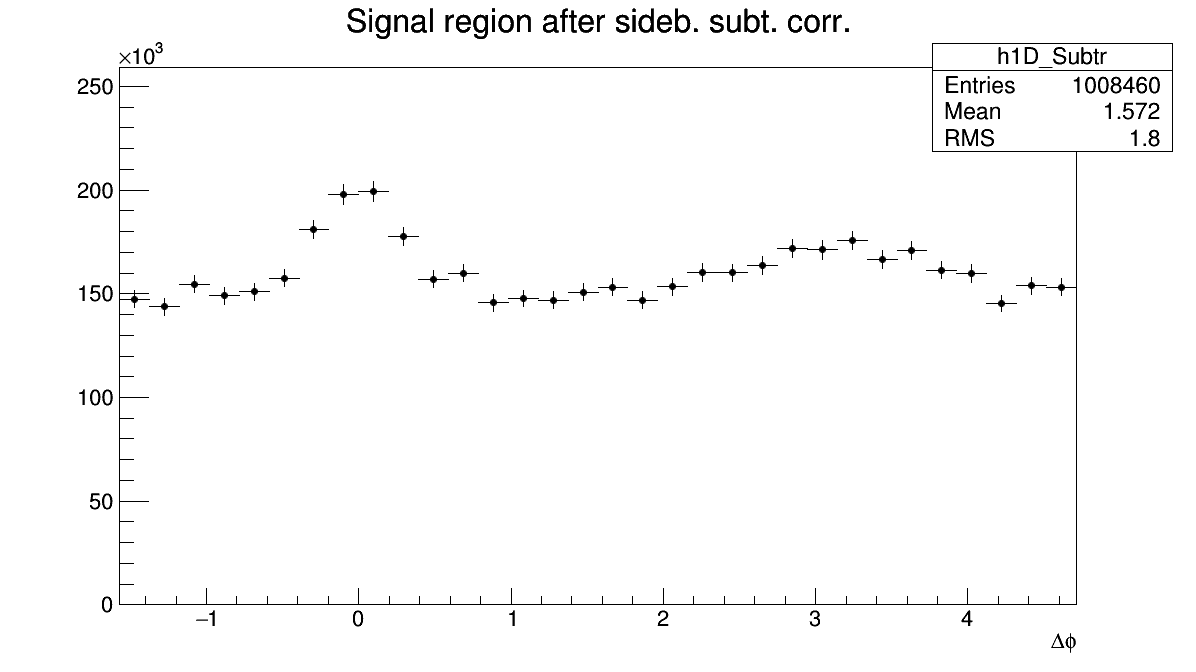 Signal region after sideb. subt. corr.
×10³
h1D_Subtr
Entries 1008460
Mean 1.572
RMS 1.8
250
200
150
100
50
0
−1 0 1 2 3 4
Δϕ